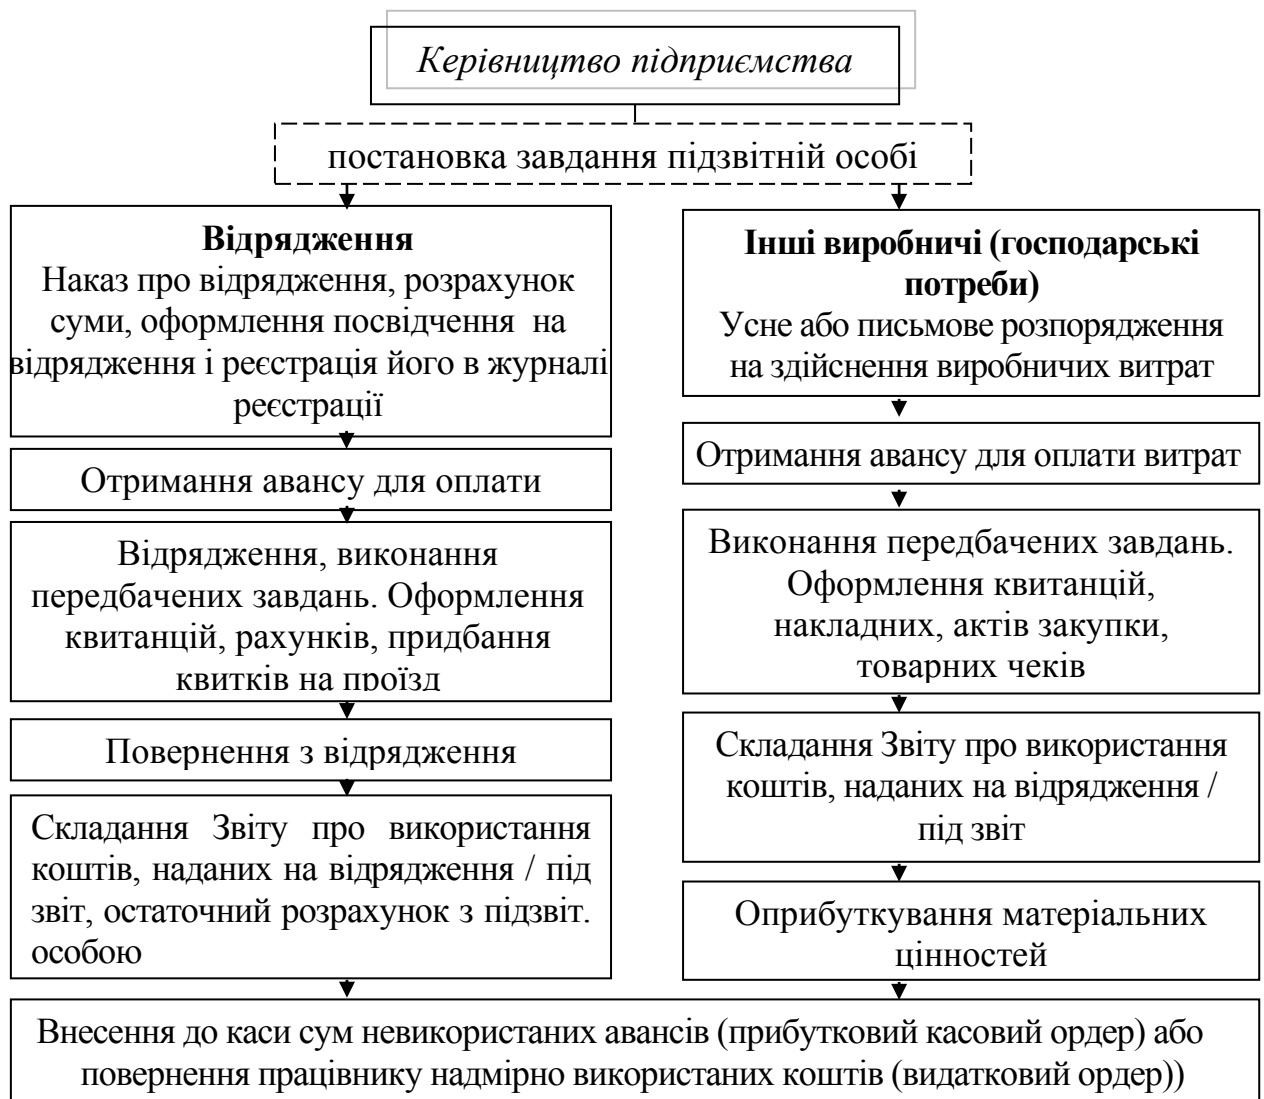 Керівництво підприємства
постановка завдання підзвітній особі
Відрядження
Наказ про відрядження, розрахунок
суми, оформлення посвідчення на
відрядження і реєстрація його в журналі
реєстрації
Отримання авансу для оплати
Відрядження, виконання
передбачених завдань. Оформлення
квитанцій, рахунків, придбання
квитків на проїзд
Повернення з відрядження
Складання Звіту про використання
коштів, наданих на відрядження / під
звіт, остаточний розрахунок з підзвіт.
особою
Інші виробничі (господарські
потреби)
Усне або письмове розпорядження
на здійснення виробничих витрат
Отримання авансу для оплати витрат
Виконання передбачених завдань.
Оформлення квитанцій,
накладних, актів закупки,
товарних чеків
Складання Звіту про використання
коштів, наданих на відрядження /
під звіт
Оприбуткування матеріальних
цінностей
Внесення до каси сум невикористаних авансів (прибутковий касовий ордер) або
повернення працівнику надмірно використаних коштів (видатковий ордер))